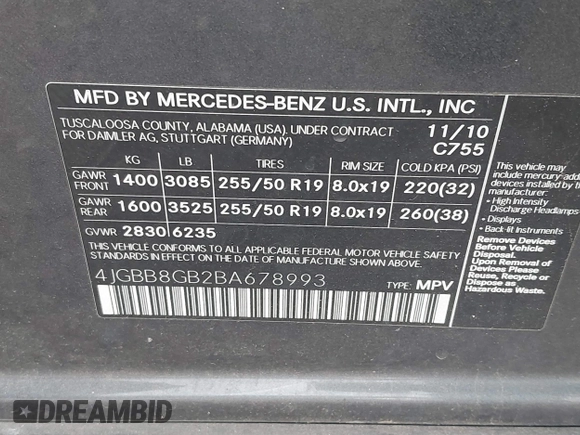 MFD BY MERCEDES-BENZ U.S. INTL., INC
TUSCALOOSA COUNTY, ALABAMA (USA), UNDER CONTRACT
FOR DAIMLER AG, STUTTGART (GERMANY)
11/10
C755
KG LB TIRES RIM SIZE COLD KPA (PSI)
GAWR FRONT 1400 3085 255/50 R19 8.0x19 220(32)
GAWR REAR 1600 3525 255/50 R19 8.0x19 260(38)
GVWR 2830 6235
THIS VEHICLE CONFORMS TO ALL APPLICABLE FEDERAL MOTOR VEHICLE SAFETY
STANDARDS IN EFFECT ON THE DATE OF MANUFACTURE SHOWN ABOVE.
4JGBB8GB2BA678993
TYPE: MPV
This vehicle may
include mercury-added
devices installed by the
manufacturer:
• High Intensity
Discharge Headlamps
• Displays
• Back-lit Instruments
Remove Devices
Before Vehicle
Disposal.
Upon Removal of
Devices Please
Reuse, Recycle or
Dispose as
Hazardous Waste.
DREAMBID